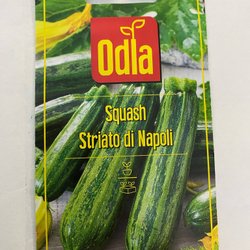 Odla
Squash
Striato di Napoli